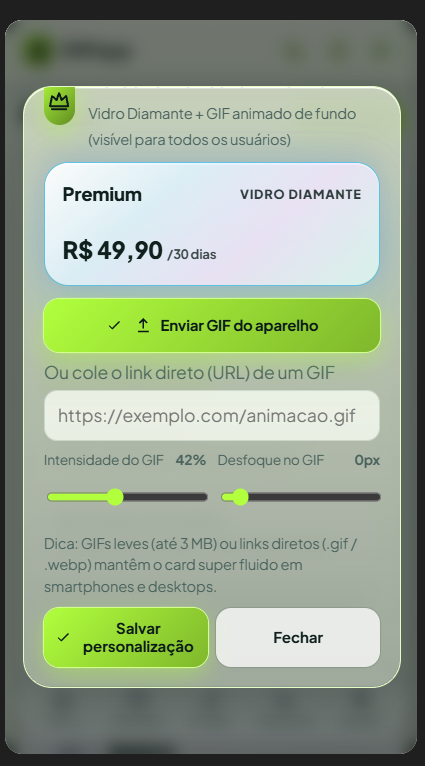 Vidro Diamante + GIF animado de fundo
(visível para todos os usuários)
Premium
VIDRO DIAMANTE
R$ 49,90 /30 dias
Enviar GIF do aparelho
Ou cole o link direto (URL) de um GIF
https://exemplo.com/animacao.gif
Intensidade do GIF 42% Desfoque no GIF 0px
Dica: GIFs leves (até 3 MB) ou links diretos (.gif /
.webp) mantêm o card super fluido em
smartphones e desktops.
Salvar
personalização
Fechar